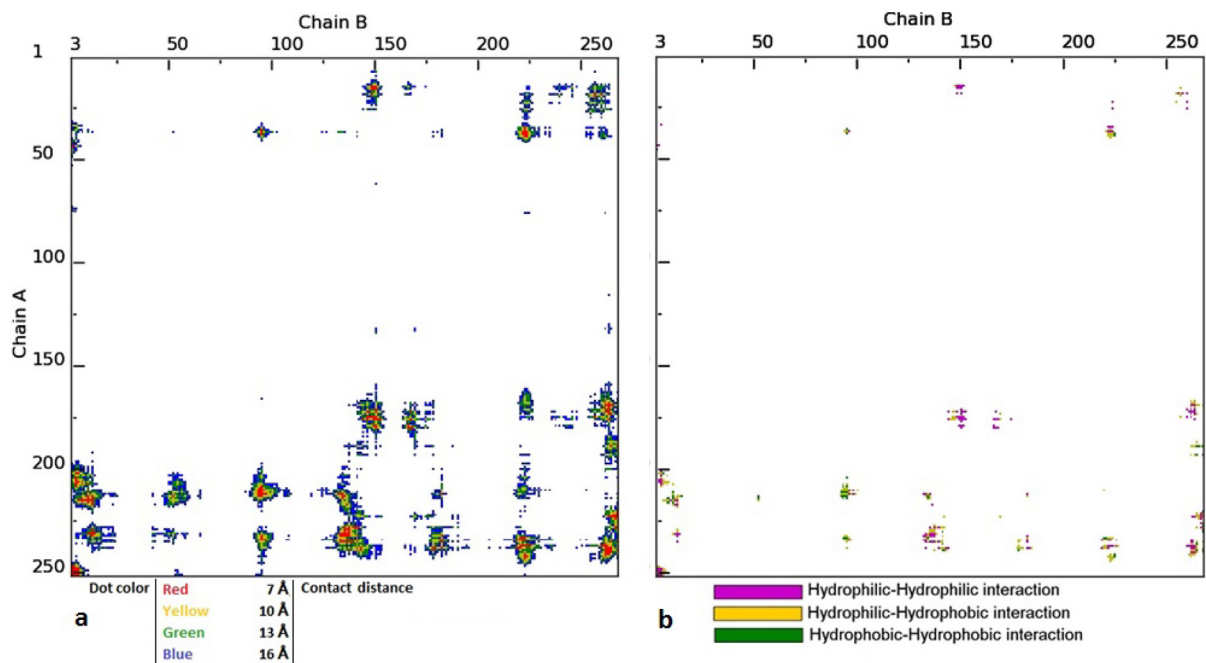 Chain B
3 50 100 150 200 250
1
50
100
150
200
250
Chain A
Dot color Red 7 Å Contact distance
Yellow 10 Å
Green 13 Å
Blue 16 Å
a
Chain B
3 50 100 150 200 250
b
Hydrophilic-Hydrophilic interaction
Hydrophilic-Hydrophobic interaction
Hydrophobic-Hydrophobic interaction